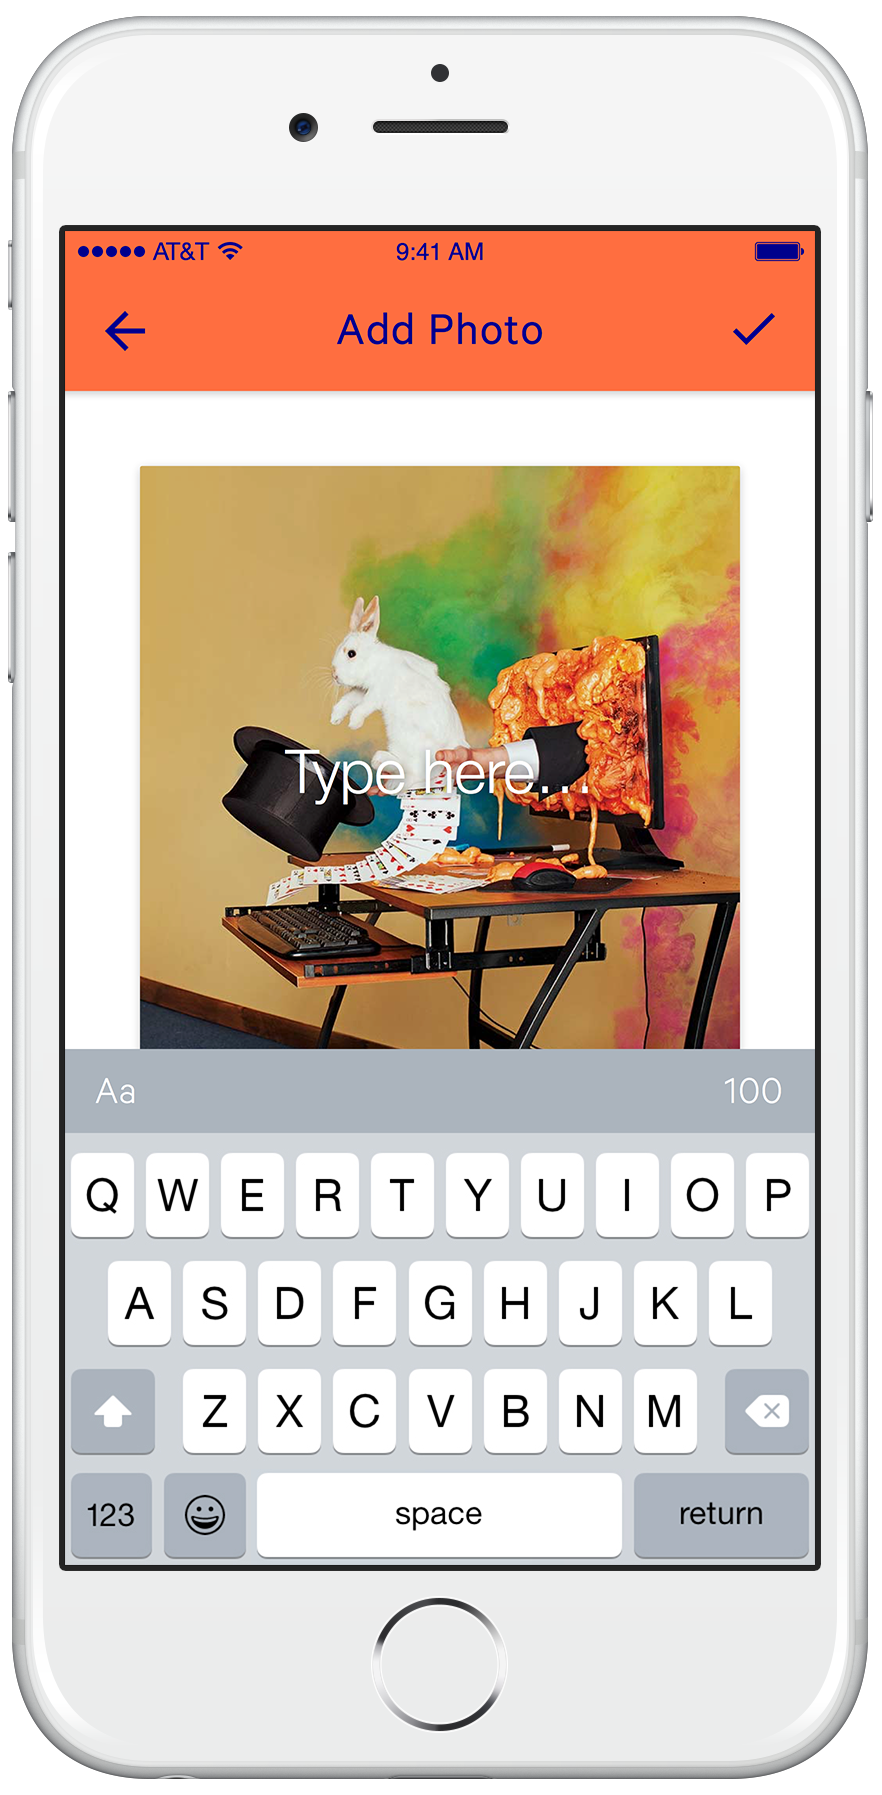 AT&T 9:41 AM
Add Photo
Type here...
Aa 100
Q W E R T Y U I O P
A S D F G H J K L
Z X C V B N M
123 space return